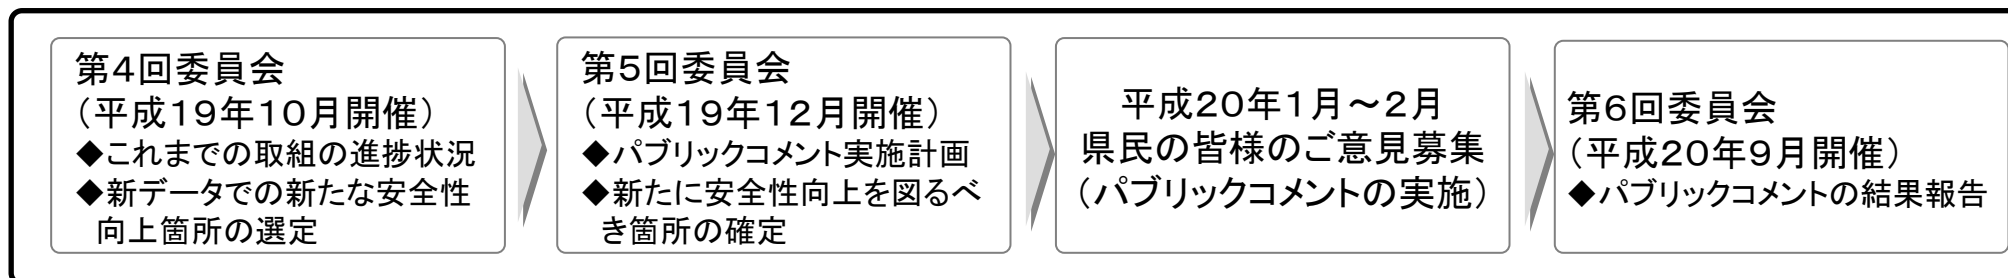 第4回委員会
（平成19年10月開催）
◆これまでの取組の進捗状況
◆新データでの新たな安全性
向上箇所の選定
第5回委員会
（平成19年12月開催）
◆パブリックコメント実施計画
◆新たに安全性向上を図るべ
き箇所の確定
平成20年1月～2月
県民の皆様のご意見募集
（パブリックコメントの実施）
第6回委員会
（平成20年9月開催）
◆パブリックコメントの結果報告